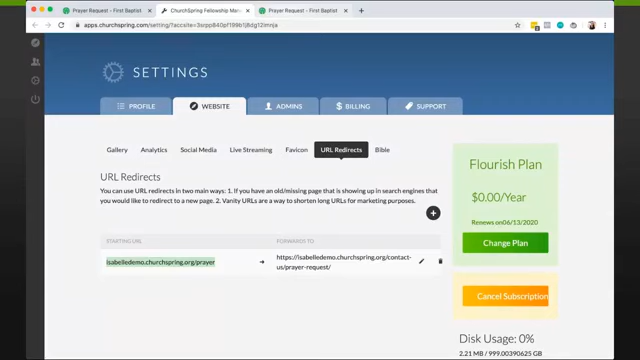 Prayer Request - First Baptist
ChurchSpring Fellowship Man
Prayer Request - First Baptist
apps.churchspring.com/setting/?accsite=3srpp840pf199b1j6d3i2imnja
SETTINGS
PROFILE
WEBSITE
ADMINS
BILLING
SUPPORT
Gallery
Analytics
Social Media
Live Streaming
Favicon
URL Redirects
Bible
URL Redirects
You can use URL redirects in two main ways: 1. If you have an old/missing page that is showing up in search engines that
you would like to redirect to a new page. 2. Vanity URLs are a way to shorten long URLs for marketing purposes.
STARTING URL
FORWARDS TO
isabelledemo.churchspring.org/prayer
https://isabelledemo.churchspring.org/contact-
us/prayer-request/
Flourish Plan
$0.00/Year
Renews on 06/13/2020
Change Plan
Cancel Subscription
Disk Usage: 0%
2.21 MB / 999.00390625 GB